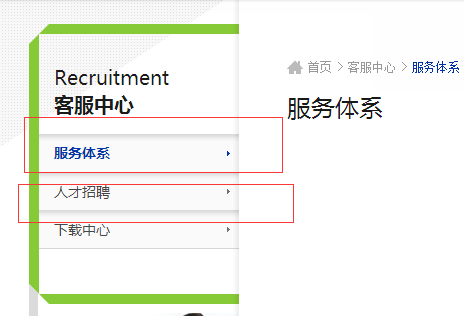 Recruitment
客服中心
服务体系
人才招聘
下载中心
首页 > 客服中心 > 服务体系
服务体系